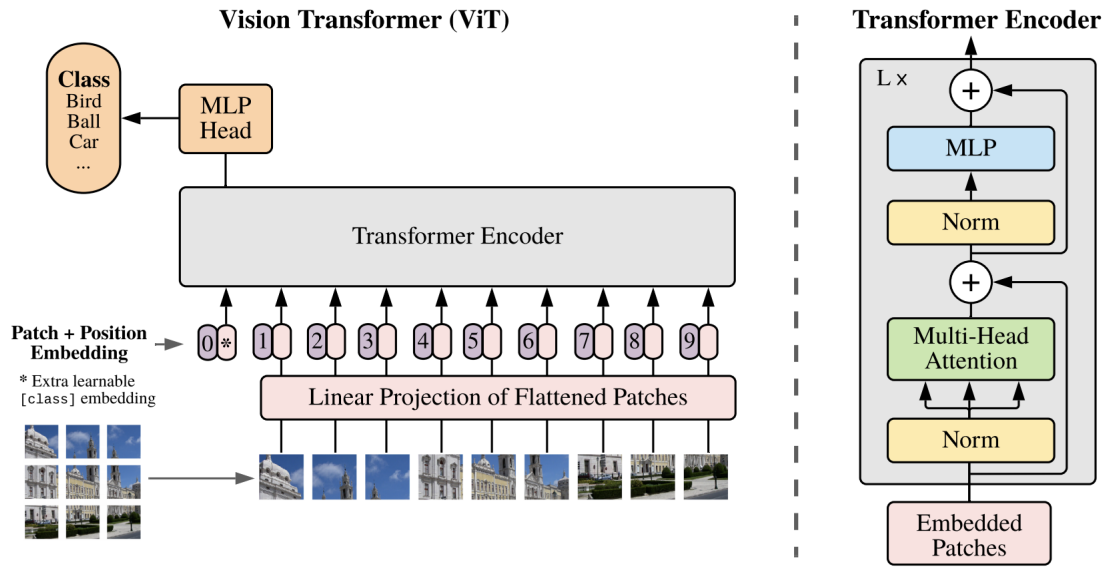 Vision Transformer (ViT)
Class
Bird
Ball
Car
...
MLP
Head
Transformer Encoder
Patch + Position
Embedding
0 * 1 2 3 4 5 6 7 8 9
* Extra learnable
[class] embedding
Linear Projection of Flattened Patches
Transformer Encoder
L ×
+
MLP
Norm
+
Multi-Head
Attention
Norm
Embedded
Patches